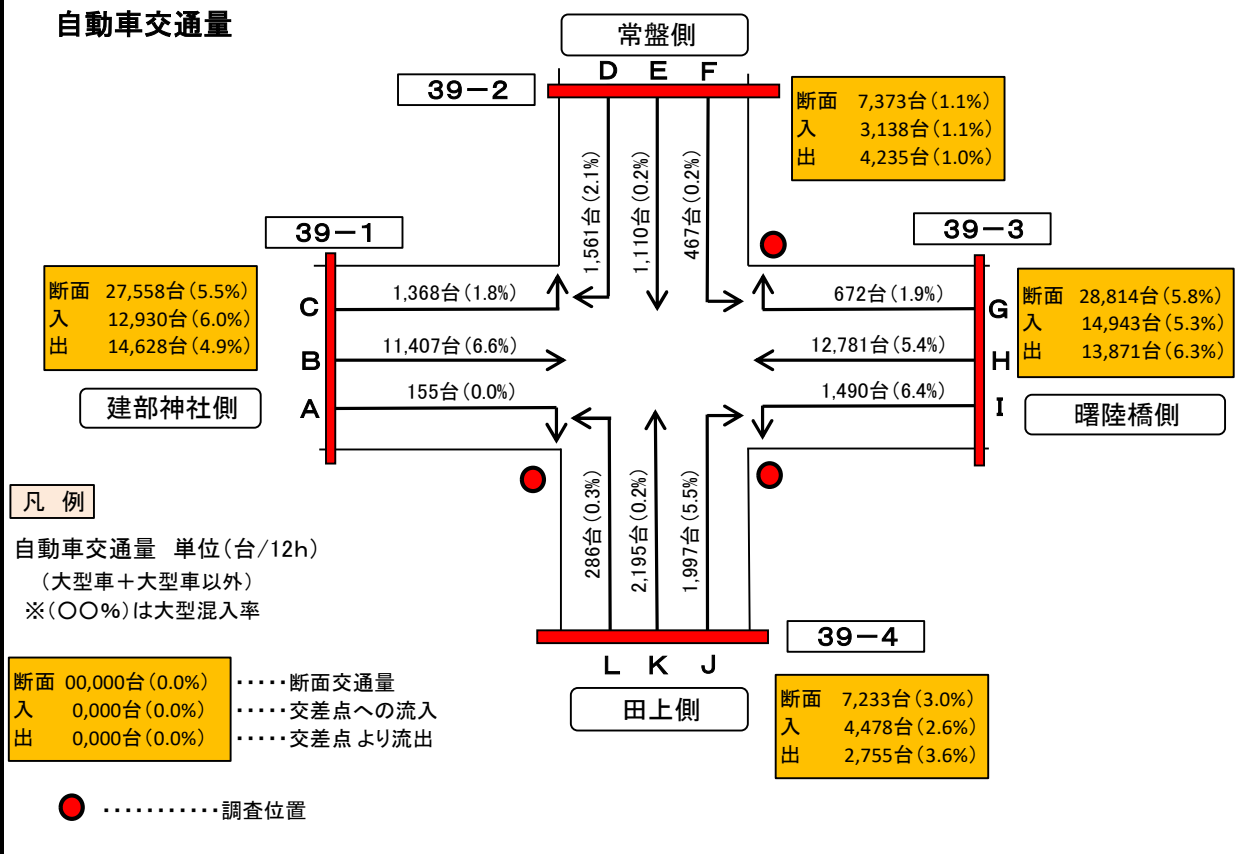 自動車交通量
常盤側
D E F
39－2
断面 7,373台(1.1%)
入 3,138台(1.1%)
出 4,235台(1.0%)
1,561台(2.1%)
1,110台(0.2%)
467台(0.2%)
39－1
39－3
断面 27,558台(5.5%)
入 12,930台(6.0%)
出 14,628台(4.9%)
建部神社側
C
1,368台(1.8%)
B
11,407台(6.6%)
A
155台(0.0%)
672台(1.9%)
G
12,781台(5.4%)
H
1,490台(6.4%)
I
断面 28,814台(5.8%)
入 14,943台(5.3%)
出 13,871台(6.3%)
曙陸橋側
286台(0.3%)
2,195台(0.2%)
1,997台(5.5%)
39－4
L K J
田上側
断面 7,233台(3.0%)
入 4,478台(2.6%)
出 2,755台(3.6%)
凡 例
自動車交通量 単位(台/12h)
(大型車＋大型車以外)
※(〇〇%)は大型混入率
断面 00,000台(0.0%) ・・・・・断面交通量
入 0,000台(0.0%) ・・・・・交差点への流入
出 0,000台(0.0%) ・・・・・交差点より流出
・・・・・・・・・・・調査位置